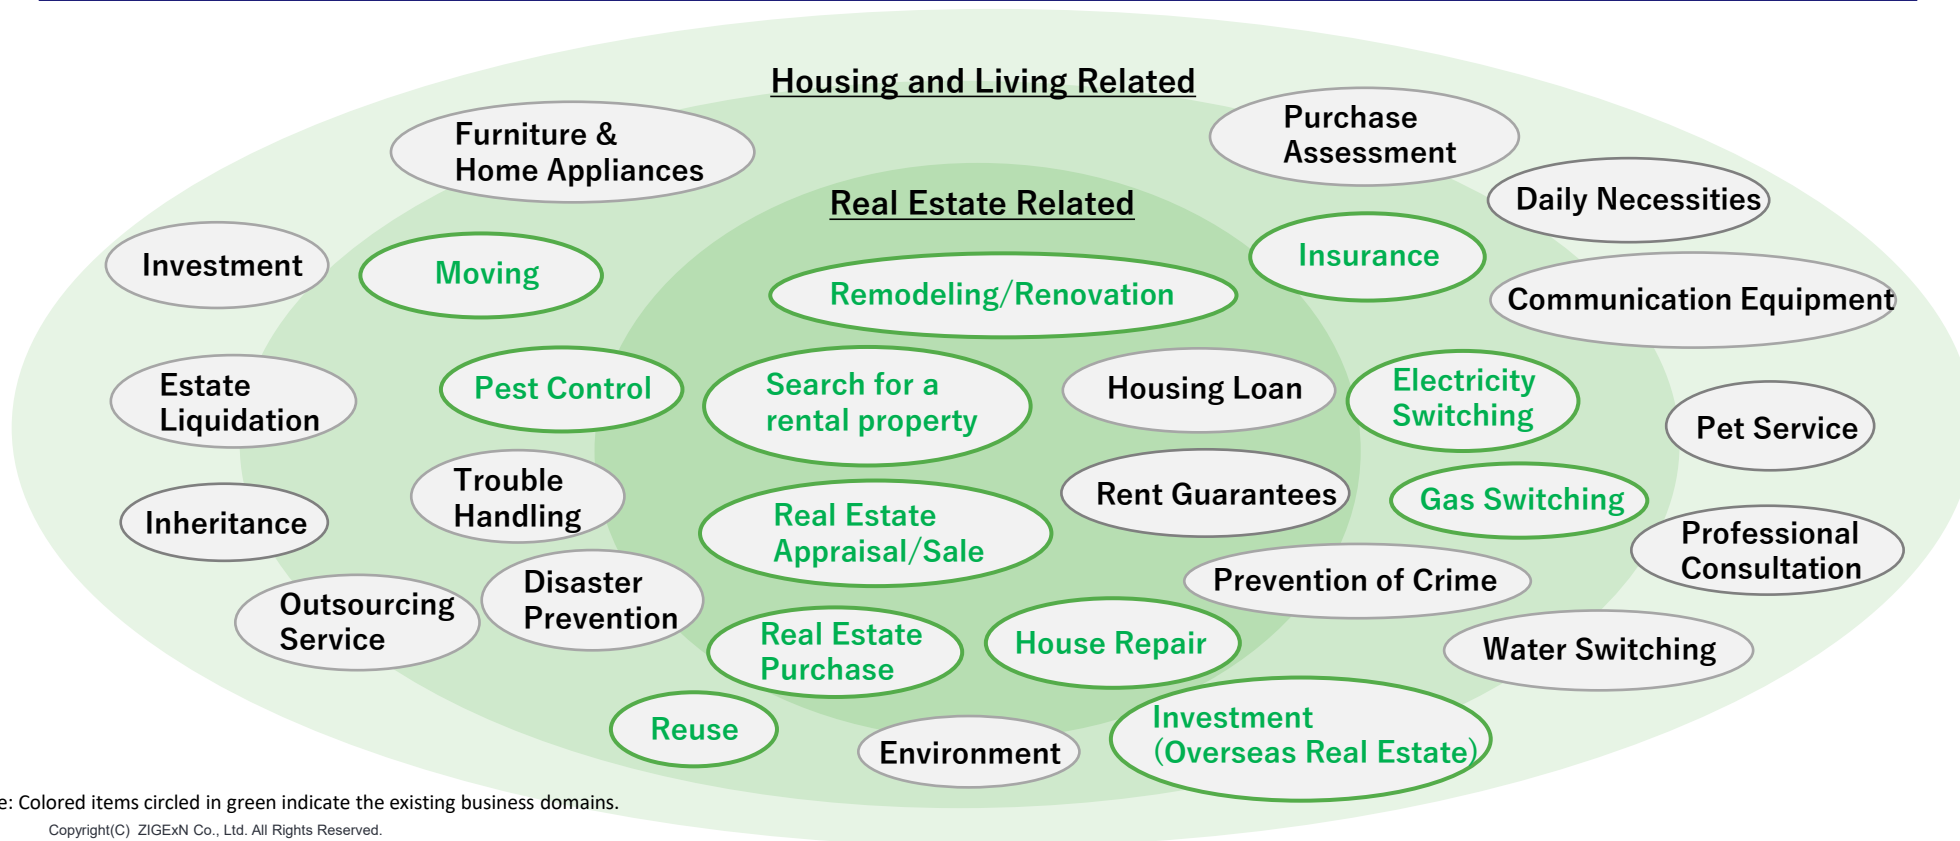 Housing and Living Related
Furniture &
Home Appliances
Purchase
Assessment
Daily Necessities
Real Estate Related
Investment
Moving
Insurance
Remodeling/Renovation
Communication Equipment
Estate
Liquidation
Pest Control
Search for a
rental property
Housing Loan
Electricity
Switching
Pet Service
Trouble
Handling
Rent Guarantees
Gas Switching
Inheritance
Real Estate
Appraisal/Sale
Professional
Consultation
Outsourcing
Service
Disaster
Prevention
Prevention of Crime
Real Estate
Purchase
House Repair
Water Switching
Reuse
Environment
Investment
(Overseas Real Estate)
e: Colored items circled in green indicate the existing business domains.
Copyright(C) ZIGExN Co., Ltd. All Rights Reserved.